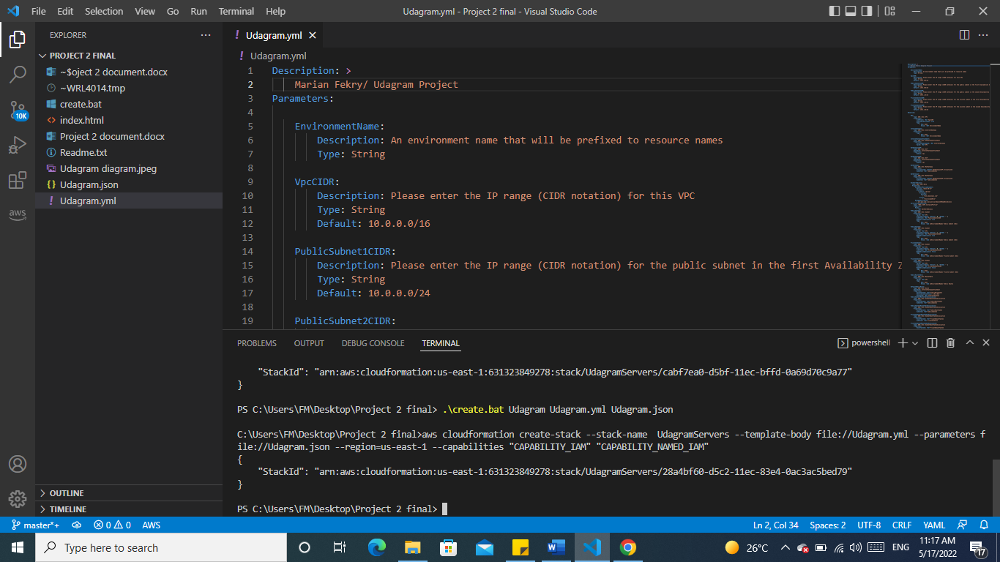 File Edit Selection View Go Run Terminal Help
Udagram.yml - Project 2 final - Visual Studio Code
EXPLORER
PROJECT 2 FINAL
~$oject 2 document.docx
~WRL4014.tmp
create.bat
index.html
Project 2 document.docx
Readme.txt
Udagram diagram.jpeg
Udagram.json
Udagram.yml
OUTLINE
TIMELINE
10K
aws
Udagram.yml
Udagram.yml
1 Description: >
2 Marian Fekry/ Udagram Project
3 Parameters:
4
5 EnvironmentName:
6 Description: An environment name that will be prefixed to resource names
7 Type: String
8
9 VpcCIDR:
10 Description: Please enter the IP range (CIDR notation) for this VPC
11 Type: String
12 Default: 10.0.0.0/16
13
14 PublicSubnet1CIDR:
15 Description: Please enter the IP range (CIDR notation) for the public subnet in the first Availability Z
16 Type: String
17 Default: 10.0.0.0/24
18
19 PublicSubnet2CIDR:
PROBLEMS OUTPUT DEBUG CONSOLE TERMINAL
powershell
"StackId": "arn:aws:cloudformation:us-east-1:631323849278:stack/UdagramServers/cabf7ea0-d5bf-11ec-bffd-0a69d70c9a77"
}
PS C:\Users\FM\Desktop\Project 2 final> .\create.bat Udagram Udagram.yml Udagram.json
C:\Users\FM\Desktop\Project 2 final>aws cloudformation create-stack --stack-name  UdagramServers --template-body file://Udagram.yml --parameters f
ile://Udagram.json --region=us-east-1 --capabilities "CAPABILITY_IAM" "CAPABILITY_NAMED_IAM"
{
"StackId": "arn:aws:cloudformation:us-east-1:631323849278:stack/UdagramServers/28a4bf60-d5c2-11ec-83e4-0ac3ac5bed79"
}
PS C:\Users\FM\Desktop\Project 2 final>
master*+ 0 0 AWS
Ln 2, Col 34 Spaces: 2 UTF-8 CRLF YAML
Type here to search
26°C
ENG
11:17 AM
5/17/2022
17